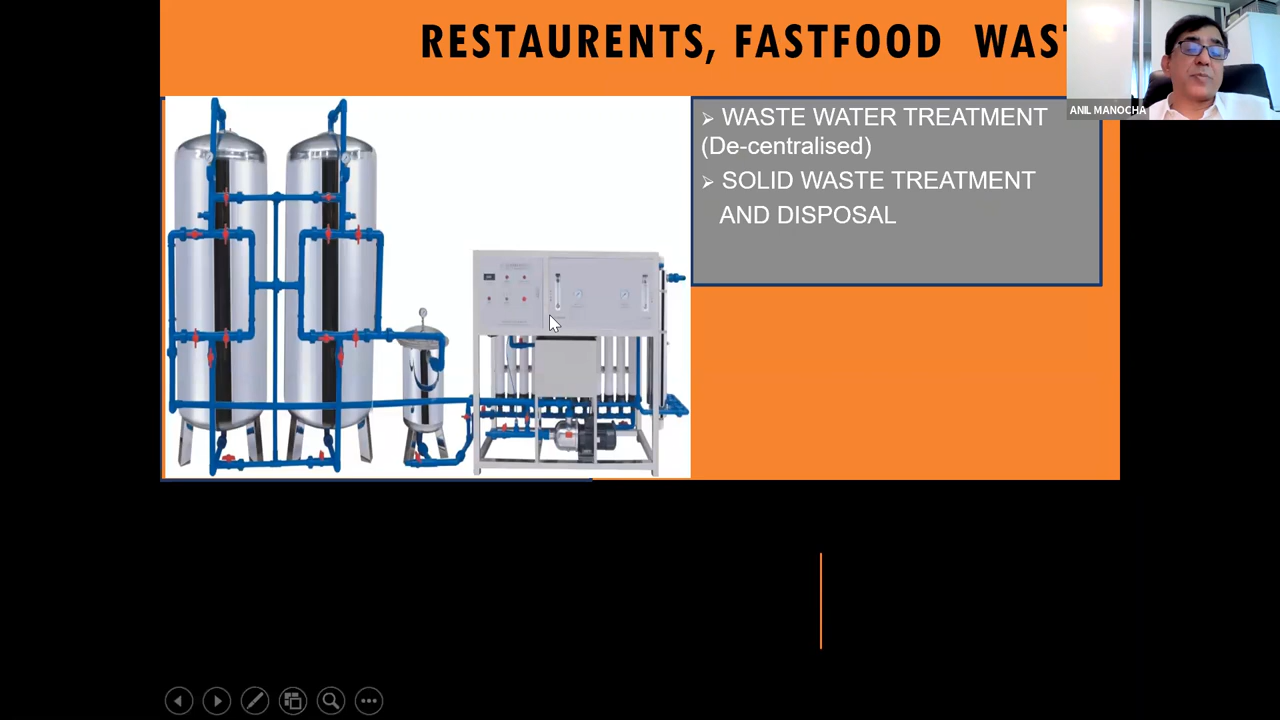 RESTAURENTS, FASTFOOD WAS
ANIL MANOCHA
➢ WASTE WATER TREATMENT
(De-centralised)
➢ SOLID WASTE TREATMENT
AND DISPOSAL